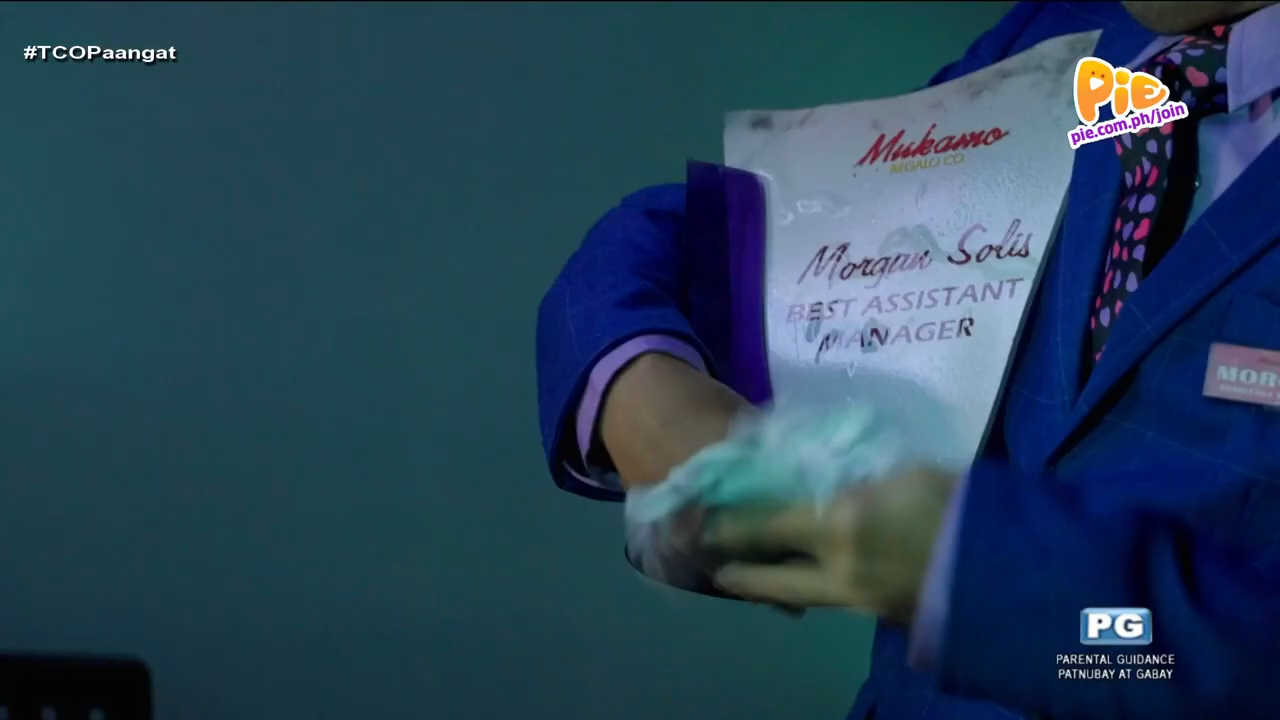 #TCOPaangat
Pie
pie.com.ph/join
Mukamo
REGALO CO.
Morgan Solis
BEST ASSISTANT
MANAGER
MOR
PG
PARENTAL GUIDANCE
PATNUBAY AT GABAY